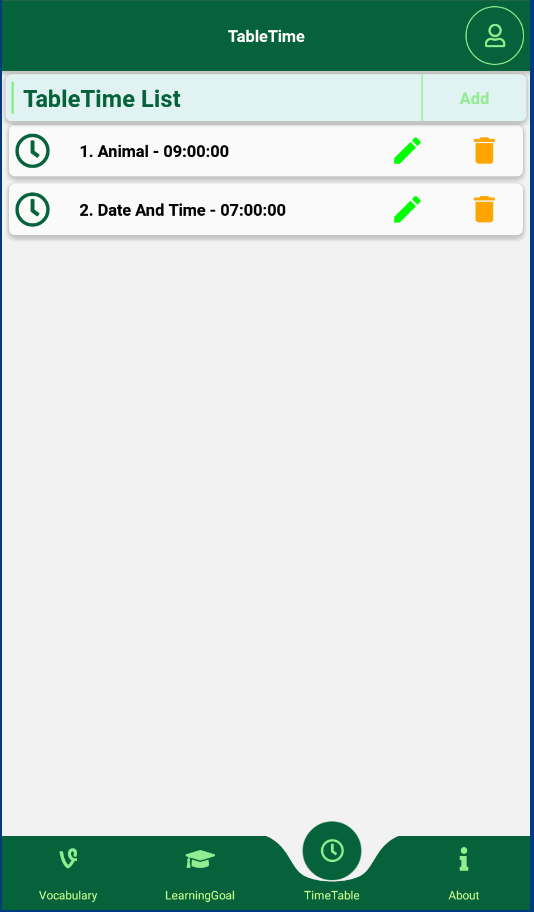 TableTime
TableTime List
Add
1. Animal - 09:00:00
2. Date And Time - 07:00:00
Vocabulary
LearningGoal
TimeTable
About